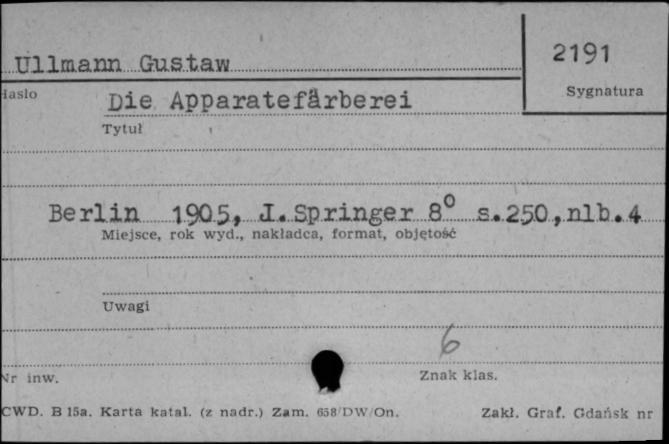 Ullmann Gustaw
2191
Hasło
Sygnatura
Die Apparatefärberei
Tytuł
Berlin 1905, J.Springer 8° s.250,nlb.4
Miejsce, rok wyd., nakładca, format, objętość
Uwagi
6
Nr inw.
Znak klas.
CWD. B 15a. Karta katal. (z nadr.) Zam. 658/DW/On.
Zakł. Graf. Gdańsk nr